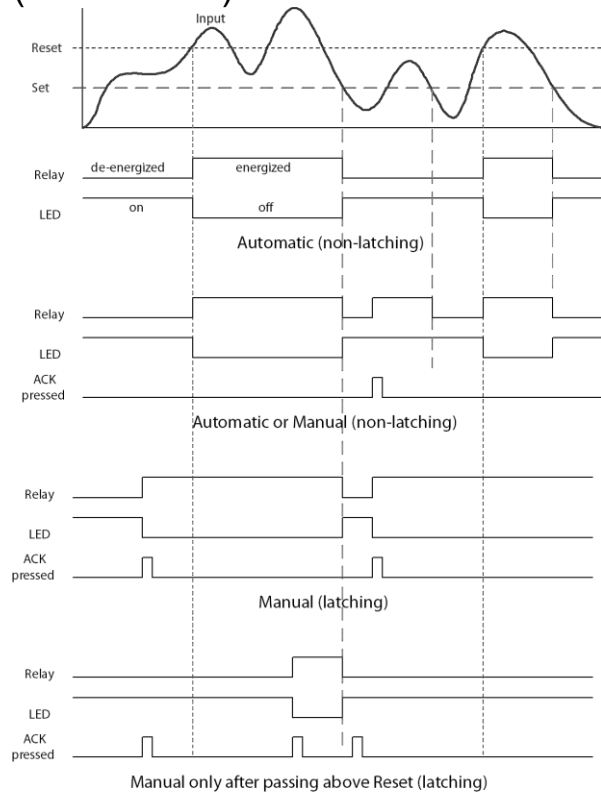 Input
Reset
Set
de-energized energized
Relay
on off
LED
Automatic (non-latching)
Relay
LED
ACK
pressed
Automatic or Manual (non-latching)
Relay
LED
ACK
pressed
Manual (latching)
Relay
LED
ACK
pressed
Manual only after passing above Reset (latching)